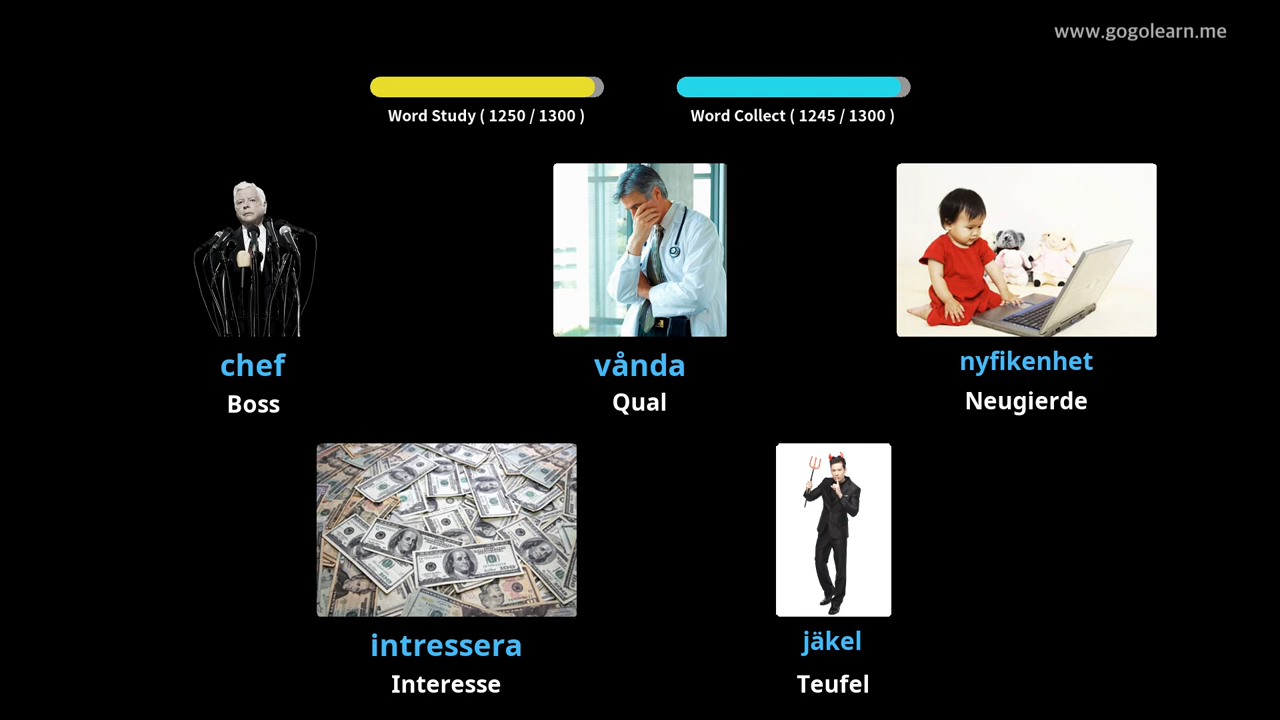 www.gogolearn.me
Word Study ( 1250 / 1300 )
Word Collect ( 1245 / 1300 )
chef
Boss
vånda
Qual
nyfikenhet
Neugierde
intressera
Interesse
jäkel
Teufel